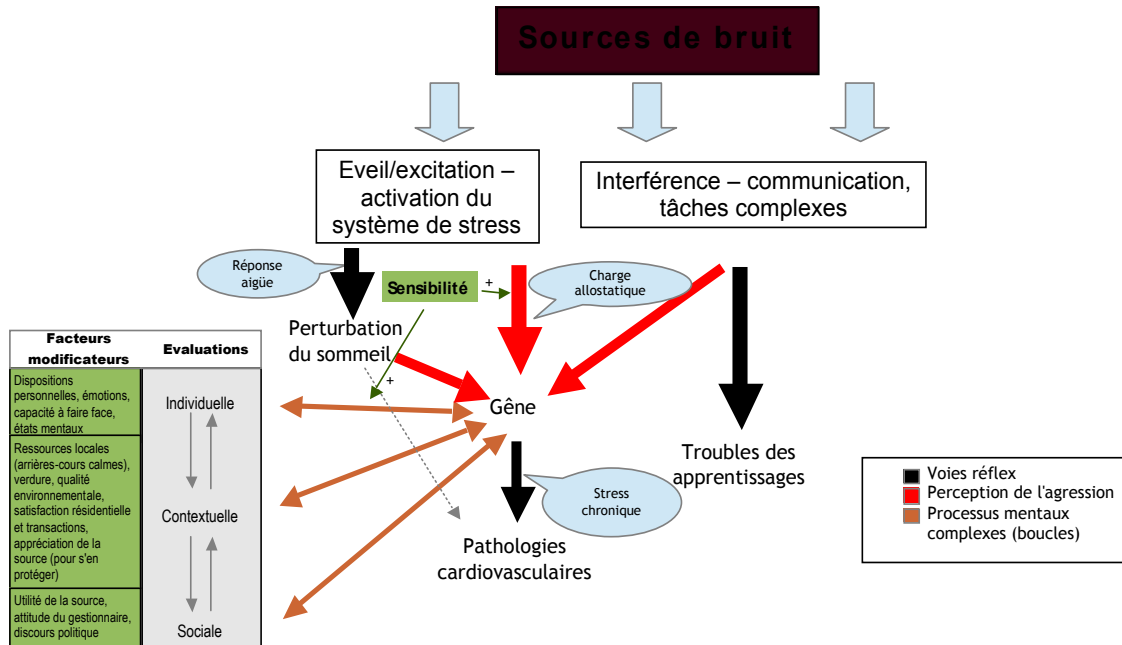 Sources de bruit
Eveil/excitation –
activation du
système de stress
Interférence – communication,
tâches complexes
Réponse
aigüe
Sensibilité
+
Charge
allostatique
Perturbation
du sommeil
+
Gêne
Troubles des
apprentissages
Stress
chronique
Pathologies
cardiovasculaires
Facteurs
modificateurs
Evaluations
Dispositions
personnelles, émotions,
capacité à faire face,
états mentaux
Individuelle
Ressources locales
(arrières-cours calmes),
verdure, qualité
environnementale,
satisfaction résidentielle
et transactions,
appréciation de la
source (pour s'en
protéger)
Contextuelle
Utilité de la source,
attitude du gestionnaire,
discours politique
Sociale
Voies réflex
Perception de l'agression
Processus mentaux
complexes (boucles)